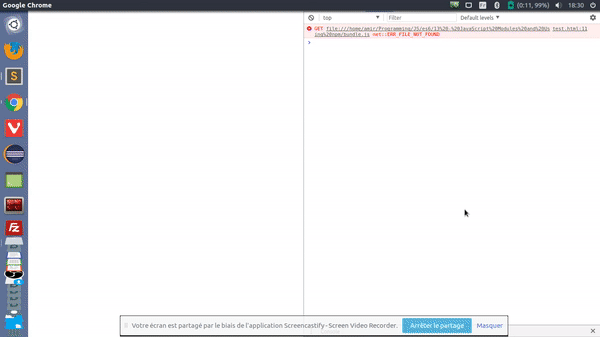 Google Chrome
(0:11, 99%)
18:30
top
Filter
Default levels
GET file:///home/amir/Programming/JS/es6/13%20-%20JavaScript%20Modules%20and%20Us test.html:11
ing%20npm/bundle.js net::ERR_FILE_NOT_FOUND
Votre écran est partagé par le biais de l'application Screencastify - Screen Video Recorder.
Arrêter le partage
Masquer